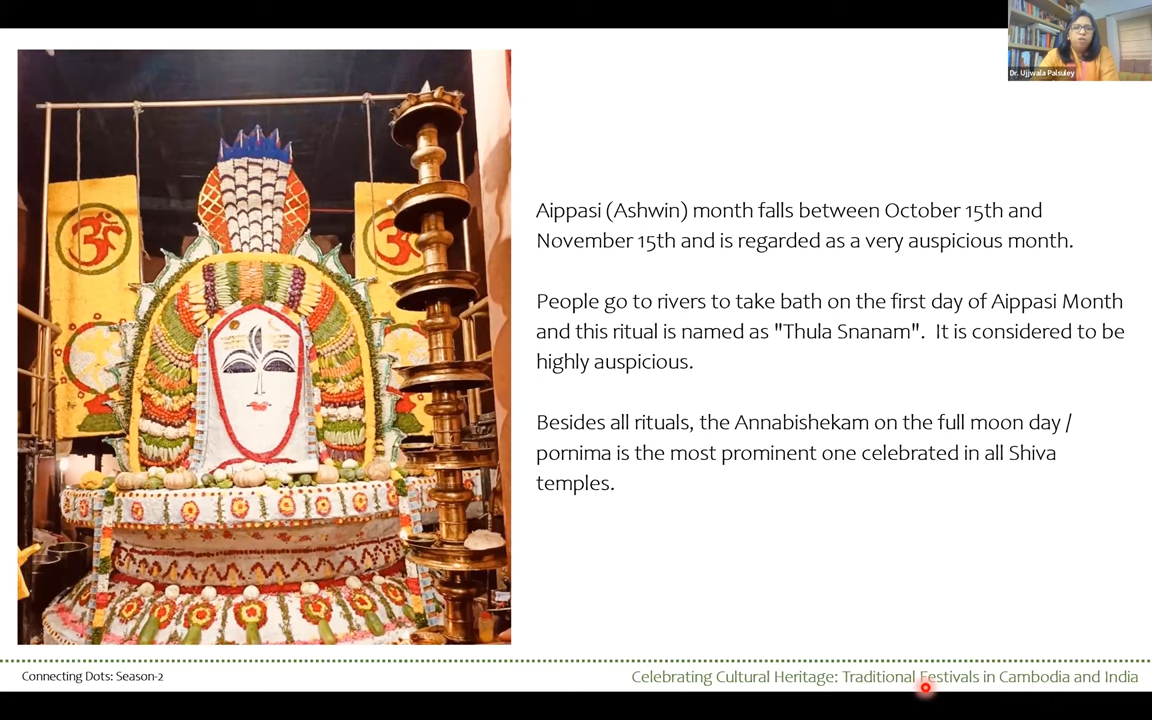 Dr. Ujjwala Palsuley
Aippasi (Ashwin) month falls between October 15th and
November 15th and is regarded as a very auspicious month.
People go to rivers to take bath on the first day of Aippasi Month
and this ritual is named as "Thula Snanam".  It is considered to be
highly auspicious.
Besides all rituals, the Annabishekam on the full moon day /
pornima is the most prominent one celebrated in all Shiva
temples.
ॐ
ॐ
Connecting Dots: Season-2
Celebrating Cultural Heritage: Traditional Festivals in Cambodia and India